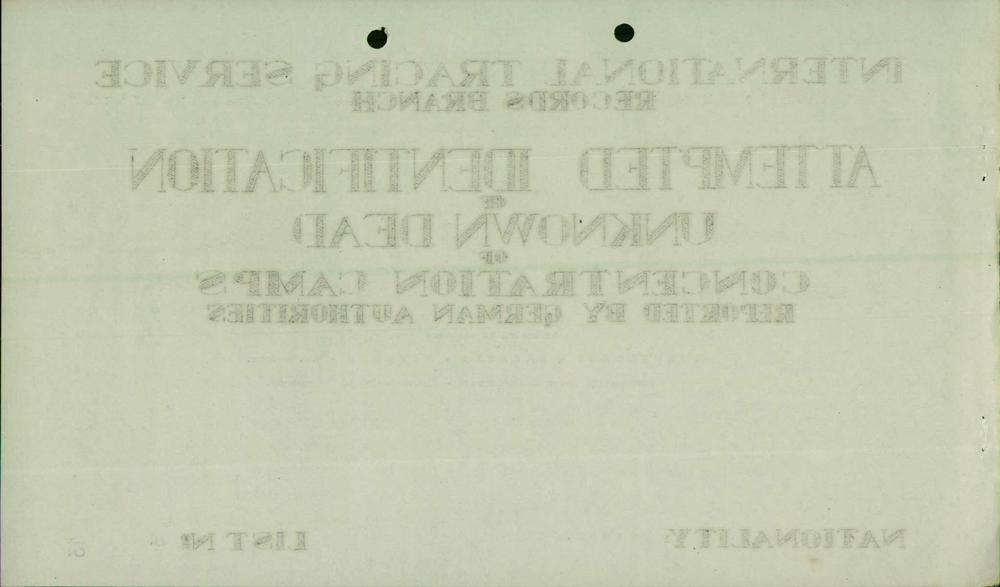 INTERNATIONAL TRACING SERVICE
RECORDS BRANCH
ATTEMPTED IDENTIFICATION
OF
UNKNOWN DEAD
OF
CONCENTRATION CAMPS
REPORTED BY GERMAN AUTHORITIES
NATIONALITY: LIST Nº